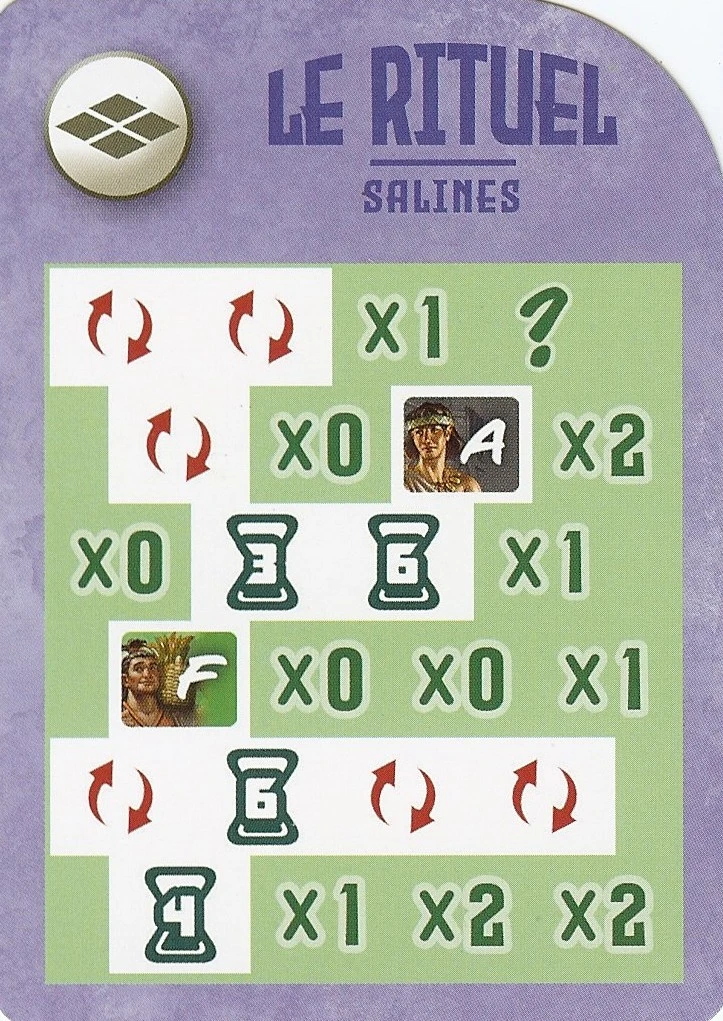 LE RITUEL
SALINES
x1 ?
x0 A x2
x0 3 6 x1
F x0 x0 x1
6
4 x1 x2 x2